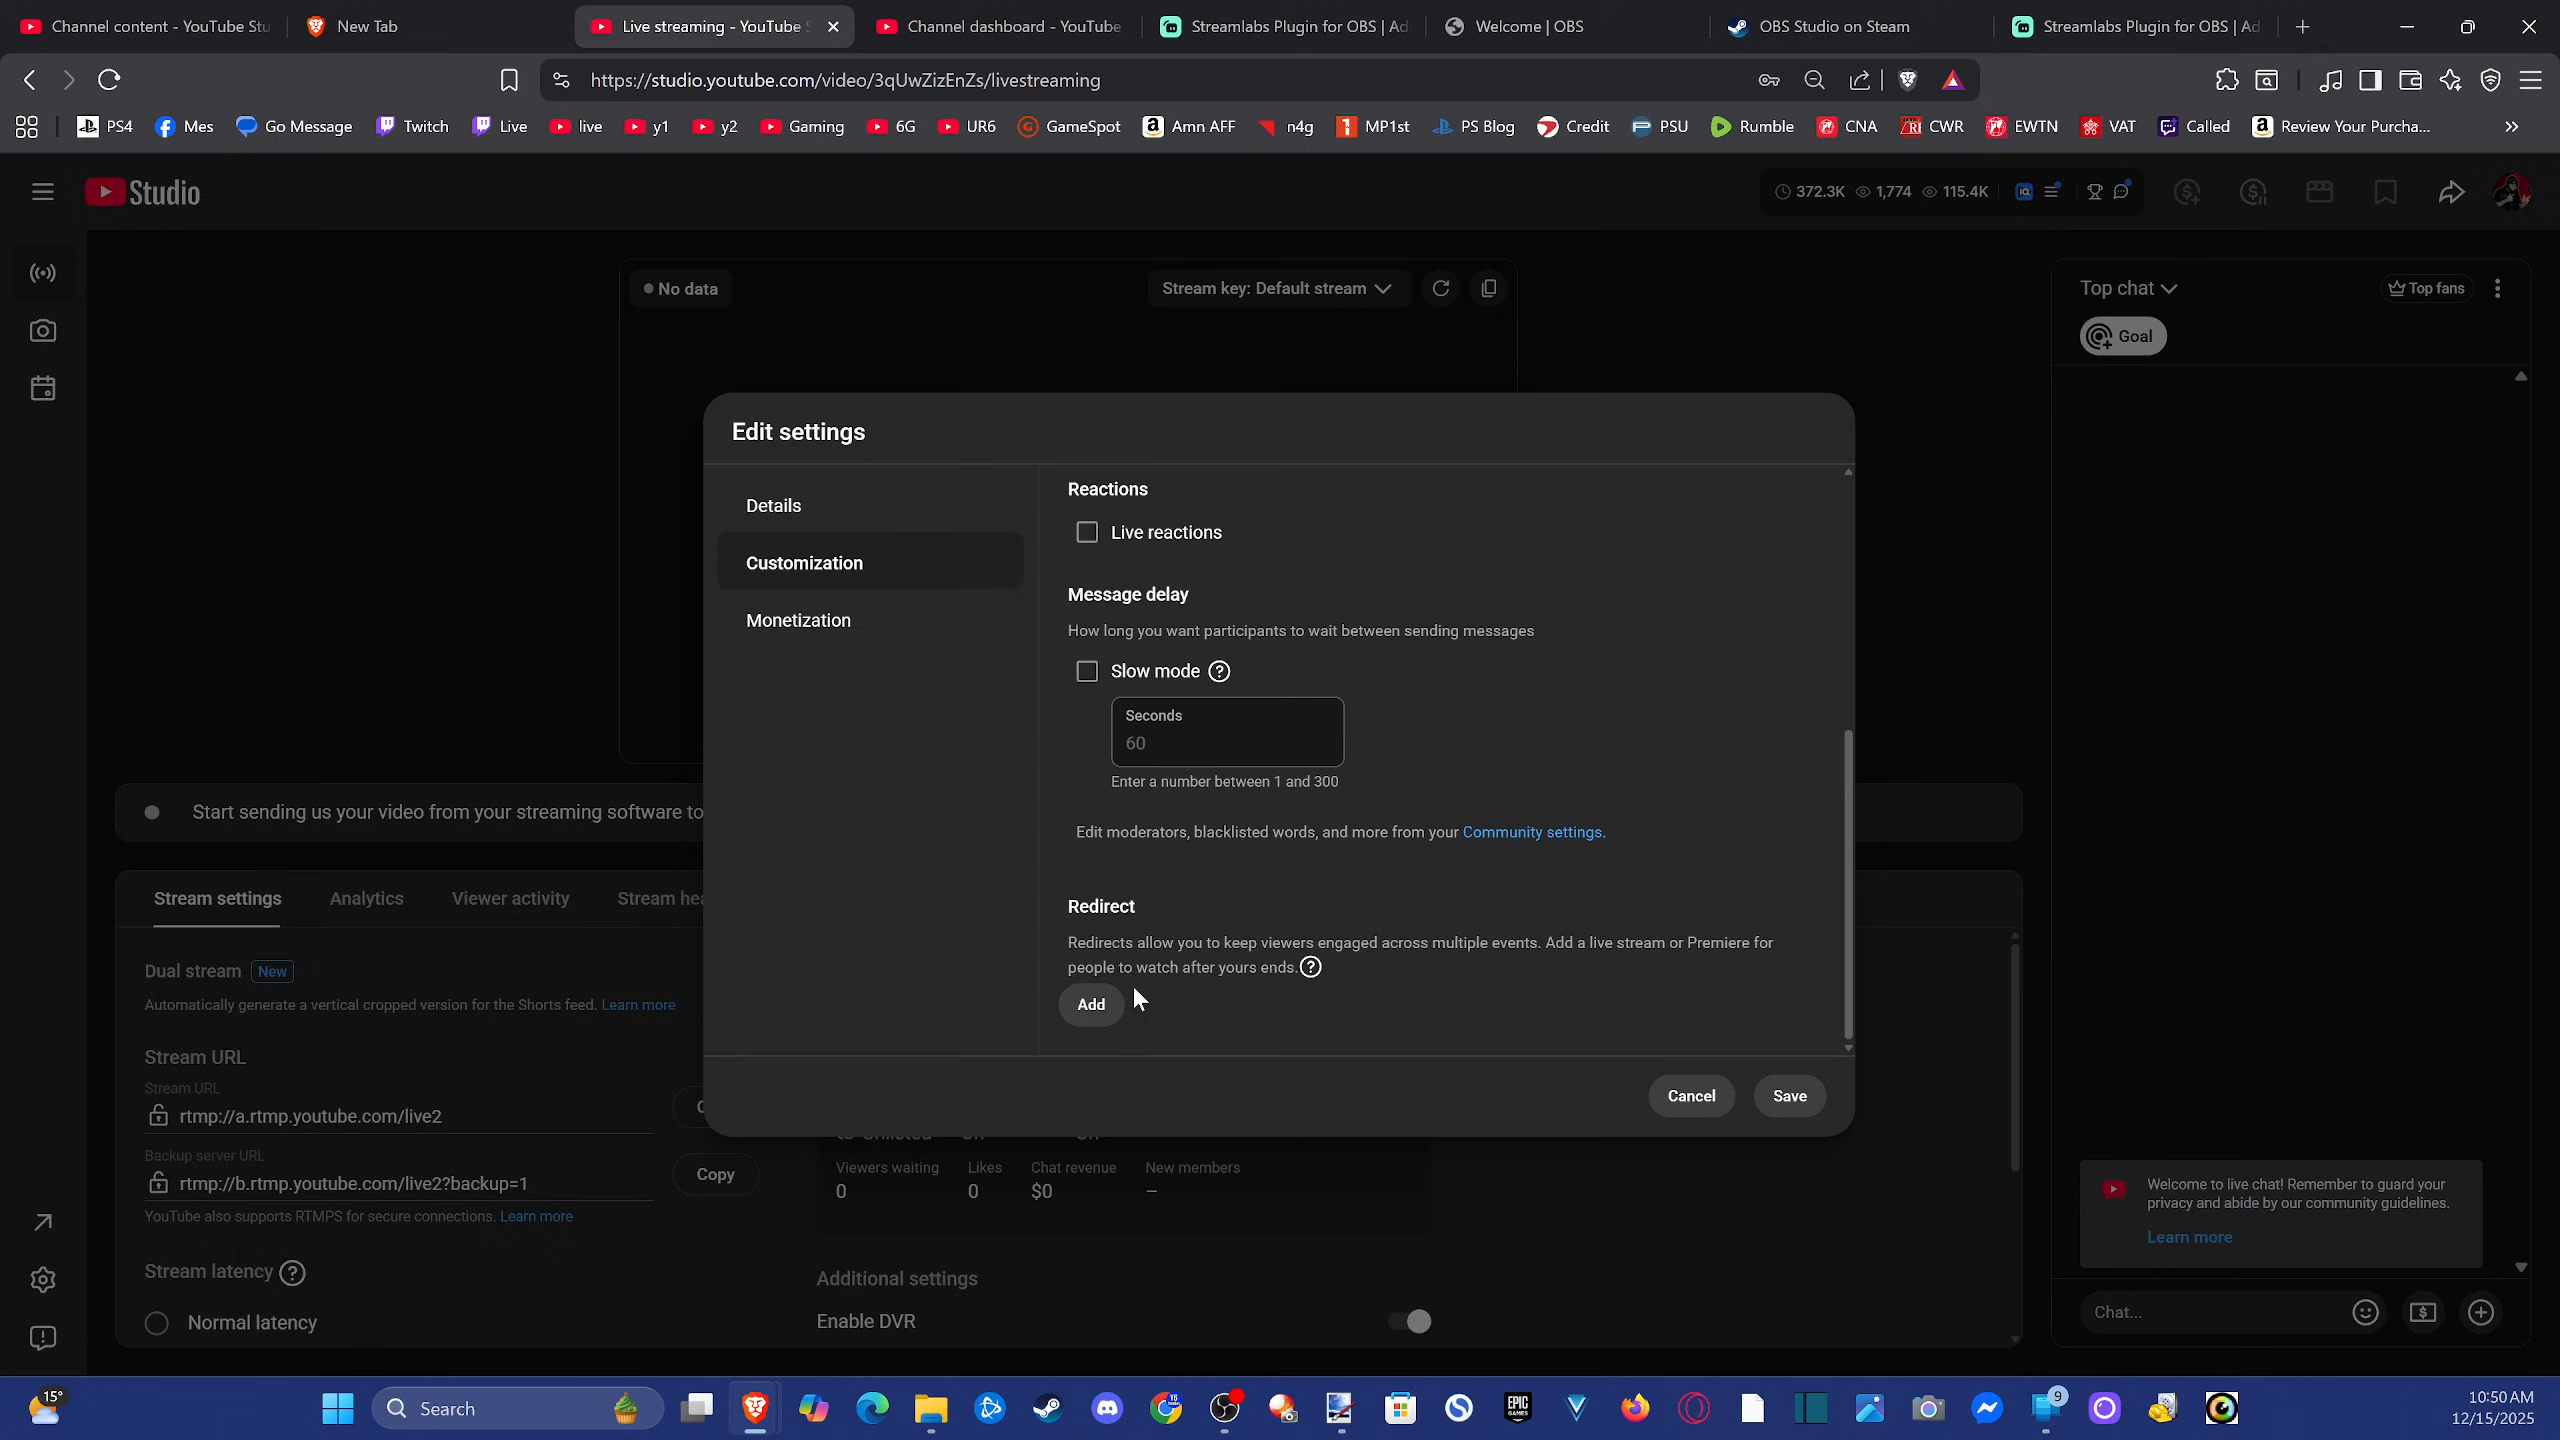 Channel content - YouTube Stu
New Tab
Live streaming - YouTube S
Channel dashboard - YouTube
Streamlabs Plugin for OBS | Ad
Welcome | OBS
OBS Studio on Steam
Streamlabs Plugin for OBS | Ad
https://studio.youtube.com/video/3qUwZizEnZs/livestreaming
PS4
Mes
Go Message
Twitch
Live
live
y1
y2
Gaming
6G
UR6
GameSpot
Amn AFF
n4g
MP1st
PS Blog
Credit
PSU
Rumble
CNA
CWR
EWTN
VAT
Called
Review Your Purcha...
Studio
372.3K
1,774
115.4K
No data
Stream key: Default stream
Top chat
Top fans
Goal
Edit settings
Details
Customization
Monetization
Reactions
Live reactions
Message delay
How long you want participants to wait between sending messages
Slow mode
Seconds
60
Enter a number between 1 and 300
Edit moderators, blacklisted words, and more from your Community settings.
Redirect
Redirects allow you to keep viewers engaged across multiple events. Add a live stream or Premiere for
people to watch after yours ends.
Add
Cancel
Save
Start sending us your video from your streaming software to
Stream settings
Analytics
Viewer activity
Stream hea
Dual stream New
Automatically generate a vertical cropped version for the Shorts feed. Learn more
Stream URL
Stream URL
rtmp://a.rtmp.youtube.com/live2
Backup server URL
rtmp://b.rtmp.youtube.com/live2?backup=1
Copy
YouTube also supports RTMPS for secure connections. Learn more
Stream latency
Normal latency
Viewers waiting
0
Likes
0
Chat revenue
$0
New members
–
Additional settings
Enable DVR
Welcome to live chat! Remember to guard your
privacy and abide by our community guidelines.
Learn more
Chat...
15°
Search
EPIC
GAMES
9
10:50 AM
12/15/2025